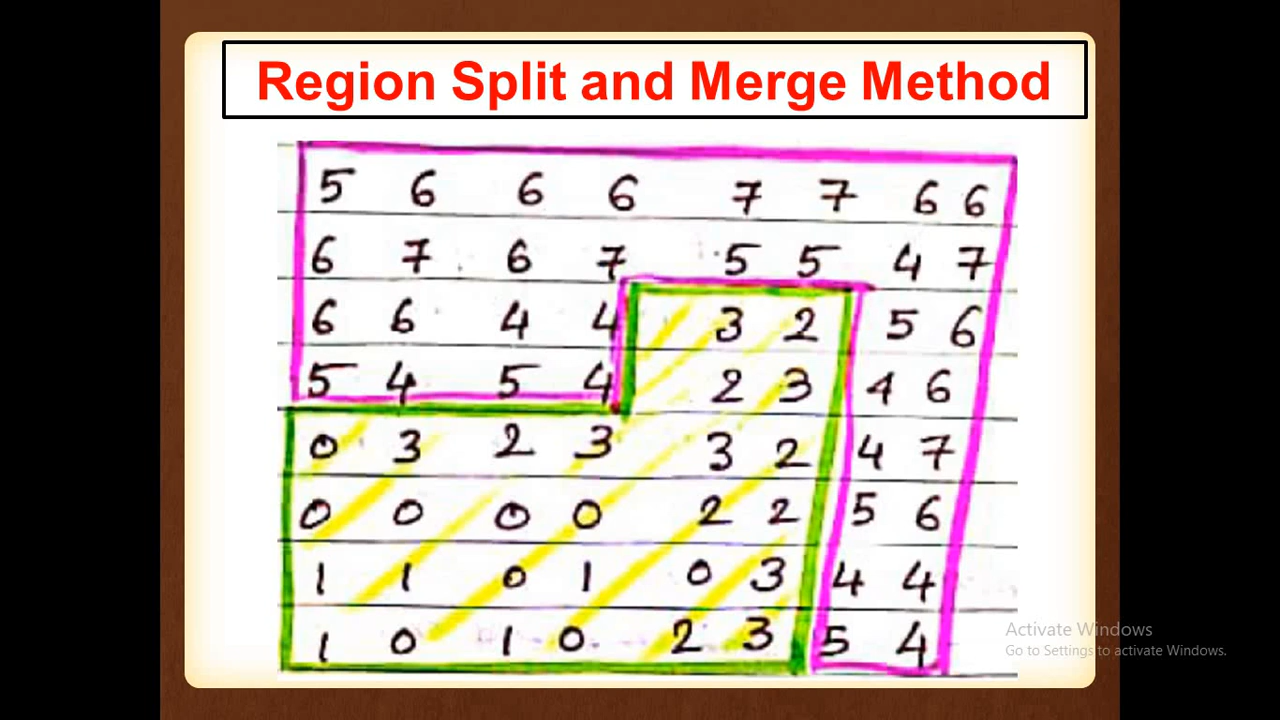 Region Split and Merge Method
5 6 6 6 7 7 6 6
6 7 6 7 5 5 4 7
6 6 4 4 3 2 5 6
5 4 5 4 2 3 4 6
0 3 2 3 3 2 4 7
0 0 0 0 2 2 5 6
1 1 0 1 0 3 4 4
1 0 1 0 2 3 5 4
Activate Windows
Go to Settings to activate Windows.